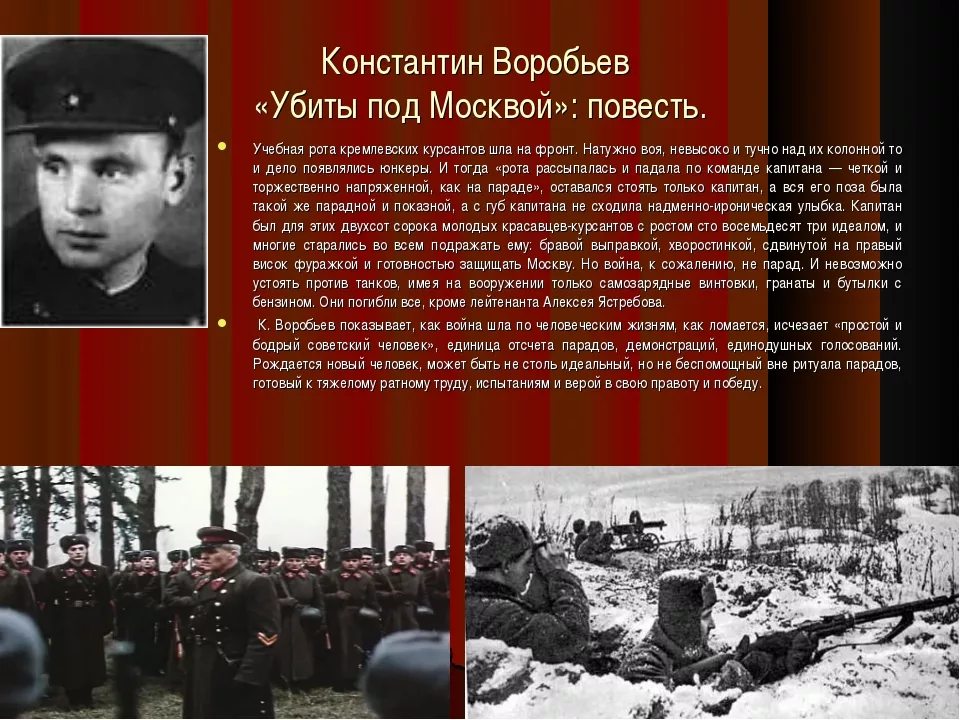 Константин Воробьев
«Убиты под Москвой»: повесть.
Учебная рота кремлевских курсантов шла на фронт. Натужно воя, невысоко и тучно над их колонной то
и дело появлялись юнкеры. И тогда «рота рассыпалась и падала по команде капитана — четкой и
торжественно напряженной, как на параде», оставался стоять только капитан, а вся его поза была
такой же парадной и показной, а с губ капитана не сходила надменно-ироническая улыбка. Капитан
был для этих двухсот сорока молодых красавцев-курсантов с ростом сто восемьдесят три идеалом, и
многие старались во всем подражать ему: бравой выправкой, хворостинкой, сдвинутой на правый
висок фуражкой и готовностью защищать Москву. Но война, к сожалению, не парад. И невозможно
устоять против танков, имея на вооружении только самозарядные винтовки, гранаты и бутылки с
бензином. Они погибли все, кроме лейтенанта Алексея Ястребова.
К. Воробьев показывает, как война шла по человеческим жизням, как ломается, исчезает «простой и
бодрый советский человек», единица отсчета парадов, демонстраций, единодушных голосований.
Рождается новый человек, может быть не столь идеальный, но не беспомощный вне ритуала парадов,
готовый к тяжелому ратному труду, испытаниям и верой в свою правоту и победу.